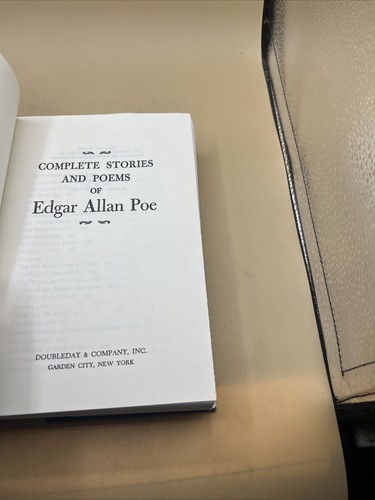 COMPLETE STORIES
AND POEMS
OF
Edgar Allan Poe
DOUBLEDAY & COMPANY, INC.
GARDEN CITY, NEW YORK